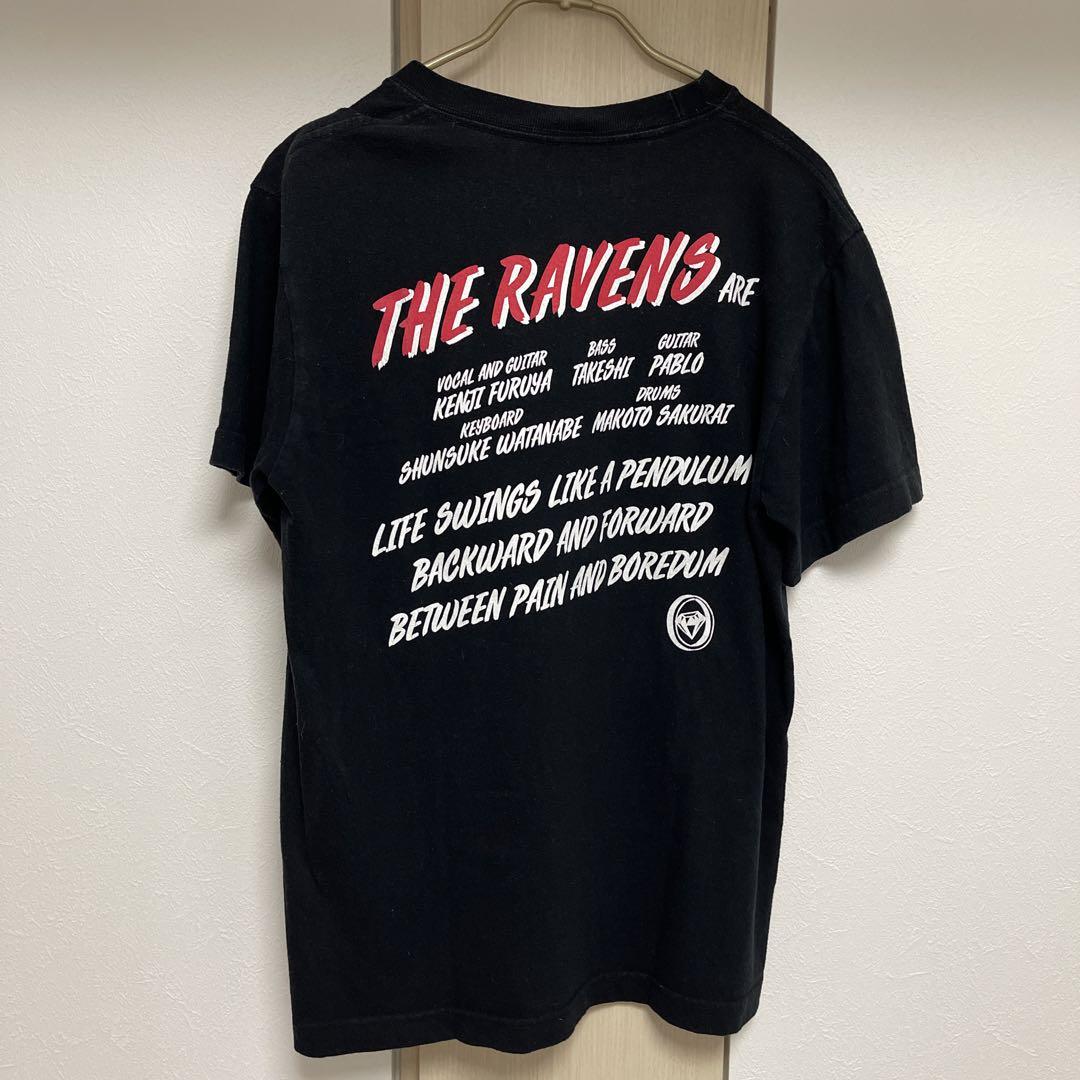 THE RAVENS ARE
VOCAL AND GUITAR BASS GUITAR
KENJI FURUYA TAKESHI PABLO
KEYBOARD DRUMS
SHUNSUKE WATANABE MAKOTO SAKURAI
LIFE SWINGS LIKE A PENDULUM
BACKWARD AND FORWARD
BETWEEN PAIN AND BOREDUM